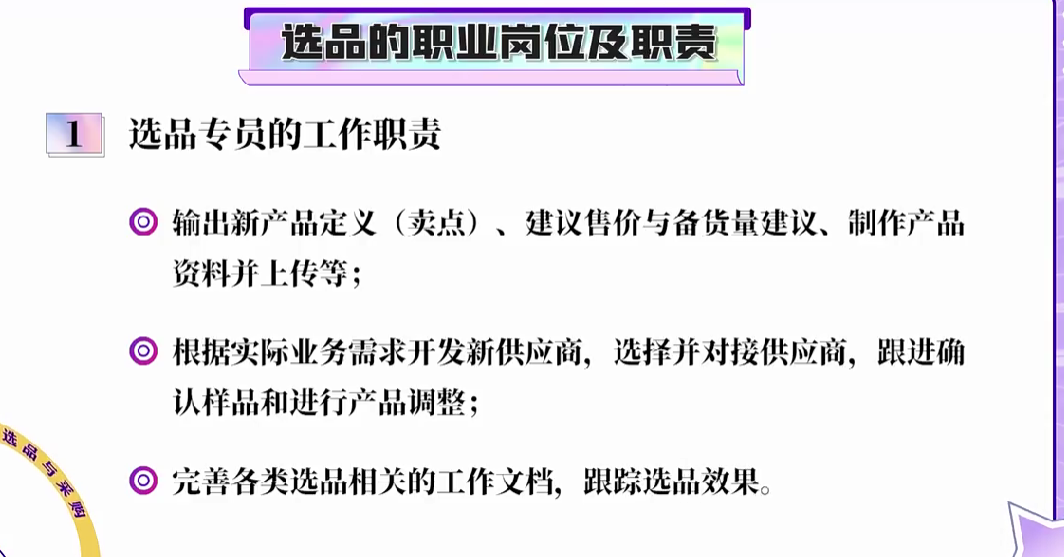 选品的职业岗位及职责
1 选品专员的工作职责
输出新产品定义（卖点）、建议售价与备货量建议、制作产品
资料并上传等；
根据实际业务需求开发新供应商，选择并对接供应商，跟进确
认样品和进行产品调整；
完善各类选品相关的工作文档，跟踪选品效果。
选品与采购